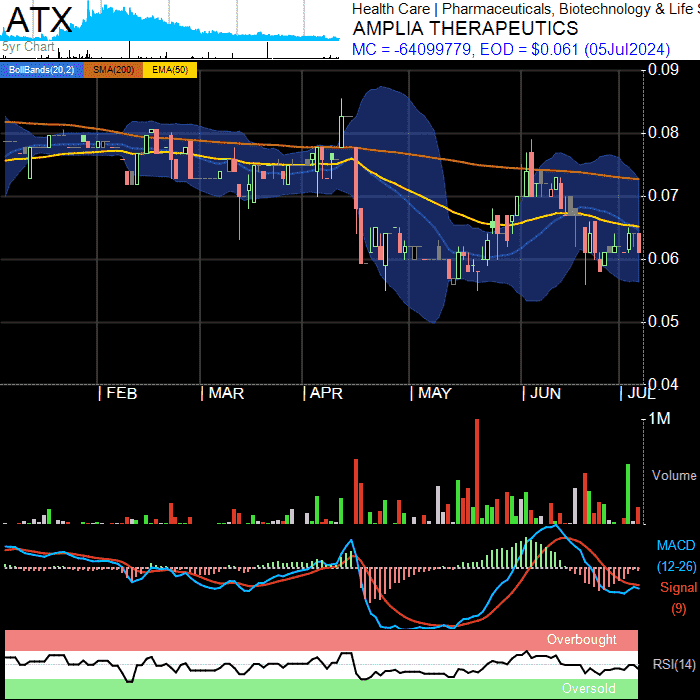 ATX
5yr Chart
Health Care | Pharmaceuticals, Biotechnology & Life S
AMPLIA THERAPEUTICS
MC = -64099779, EOD = $0.061 (05Jul2024)
BollBands(20,2) SMA(200) EMA(50)
0.09
0.08
0.07
0.06
0.05
0.04
| FEB | MAR | APR | MAY | JUN | JUL
1M
Volume
MACD
(12-26)
Signal
(9)
Overbought
RSI(14)
Oversold